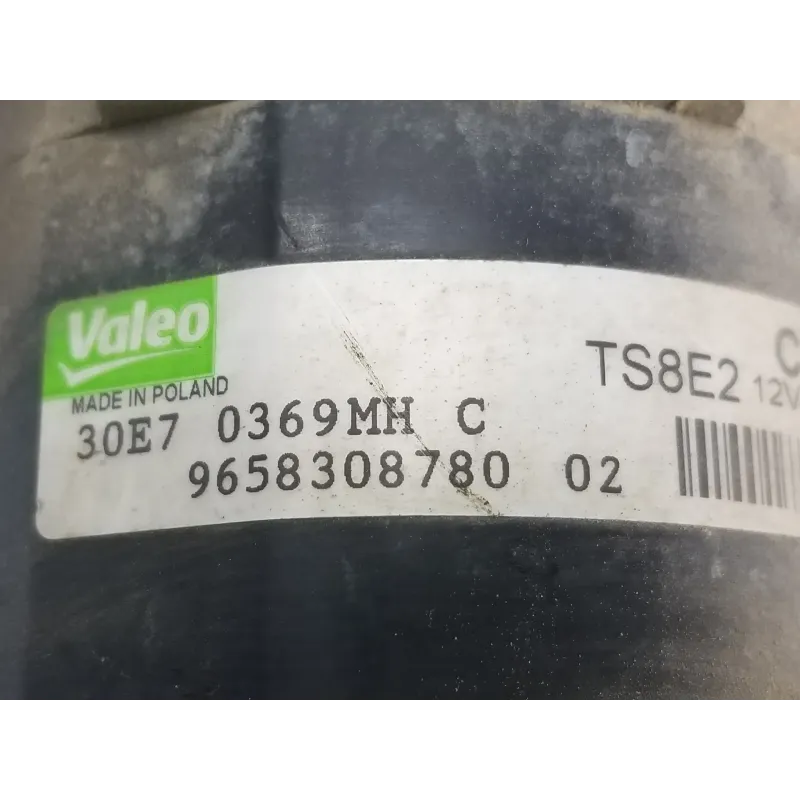 Valeo
MADE IN POLAND
30E7 0369MH C
9658308780 02
TS8E2
12V